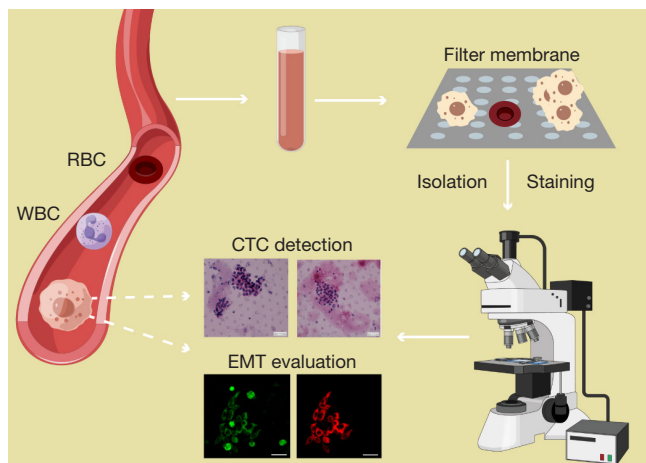 Filter membrane
RBC
Isolation
Staining
WBC
CTC detection
EMT evaluation